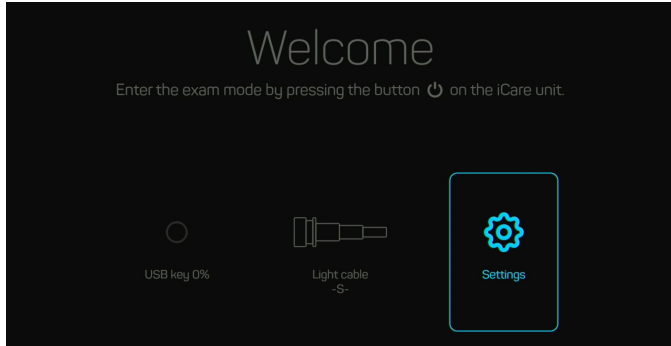 Welcome
Enter the exam mode by pressing the button on the iCare unit.
USB key 0%
Light cable
-S-
Settings